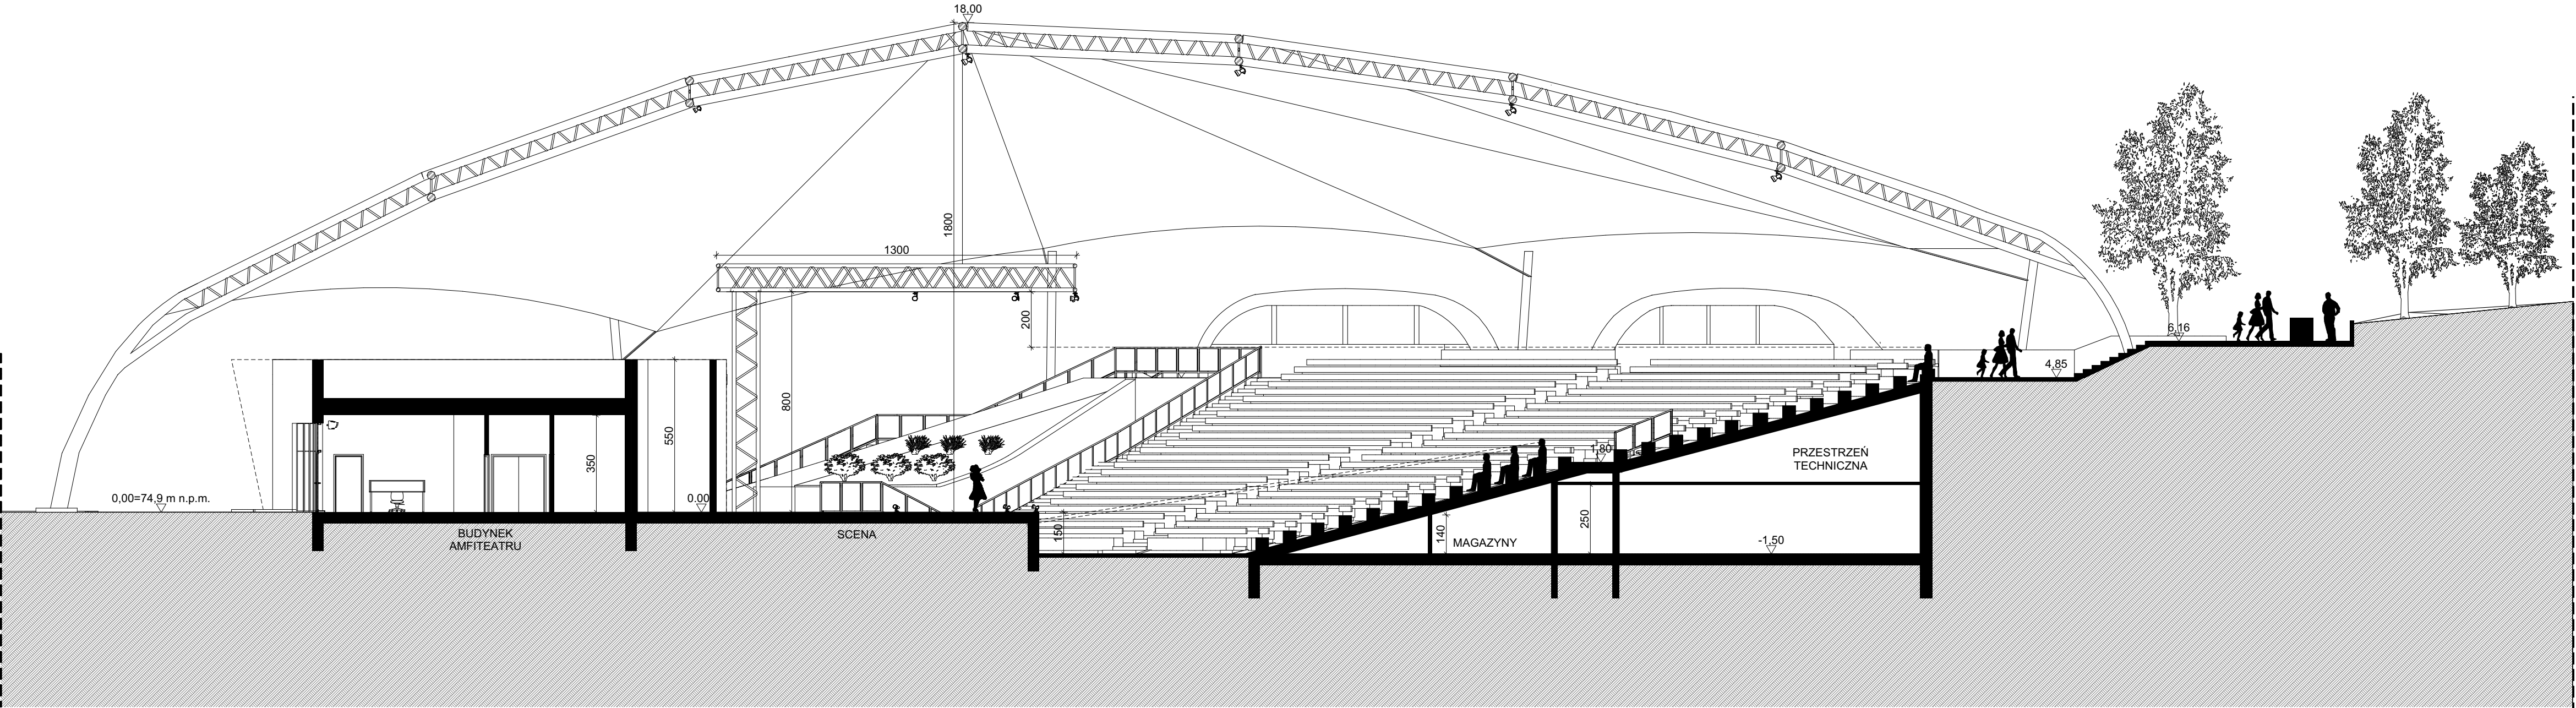 18,00
1800
1300
200
6,16
4,85
800
550
350
1,80
PRZESTRZEŃ
TECHNICZNA
0,00=74,9 m n.p.m.
0.00
150
140
250
BUDYNEK
AMFITEATRU
SCENA
MAGAZYNY
-1,50